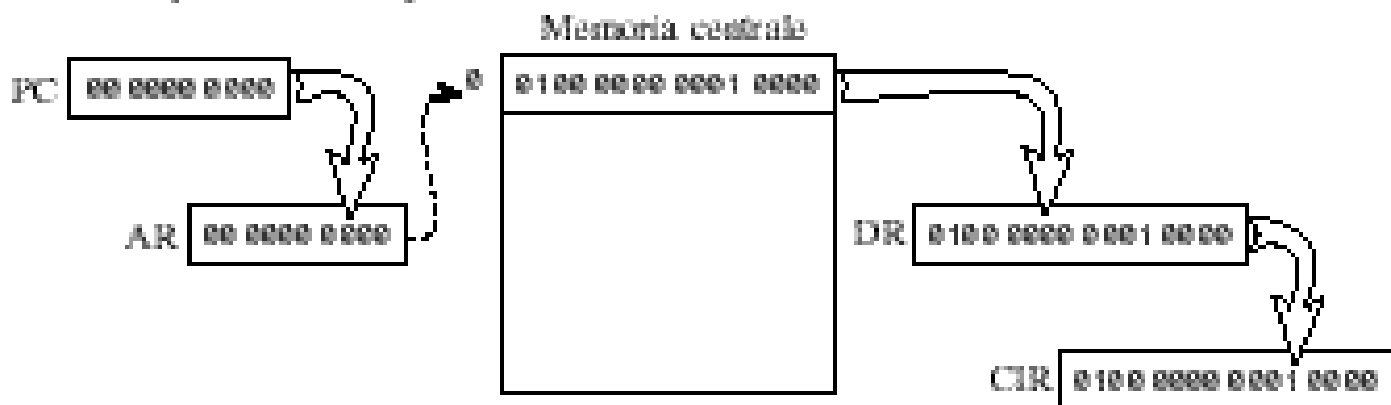 Memoria centrale
PC 00 0000 0000
0 0100 0000 0001 0000
AR 00 0000 0000
DR 0100 0000 0001 0000
CIR 0100 0000 0001 0000